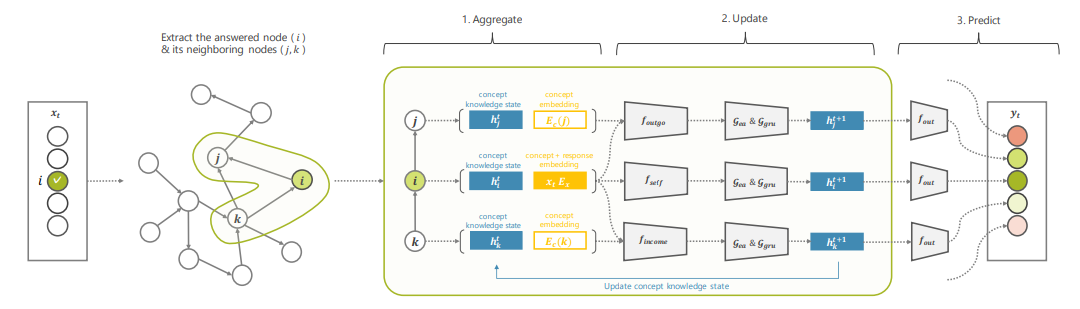 1. Aggregate
2. Update
3. Predict
Extract the answered node (i)
& its neighboring nodes (j, k)
x_t
i
j
i
k
j
concept
knowledge state
h_j^t
concept
embedding
E_c(j)
f_outgo
G_ea & G_gru
h_j^{t+1}
f_out
i
concept
knowledge state
h_i^t
concept+ response
embedding
x_t E_x
f_self
G_ea & G_gru
h_i^{t+1}
f_out
k
concept
knowledge state
h_k^t
concept
embedding
E_c(k)
f_income
G_ea & G_gru
h_k^{t+1}
f_out
Update concept knowledge state
y_t